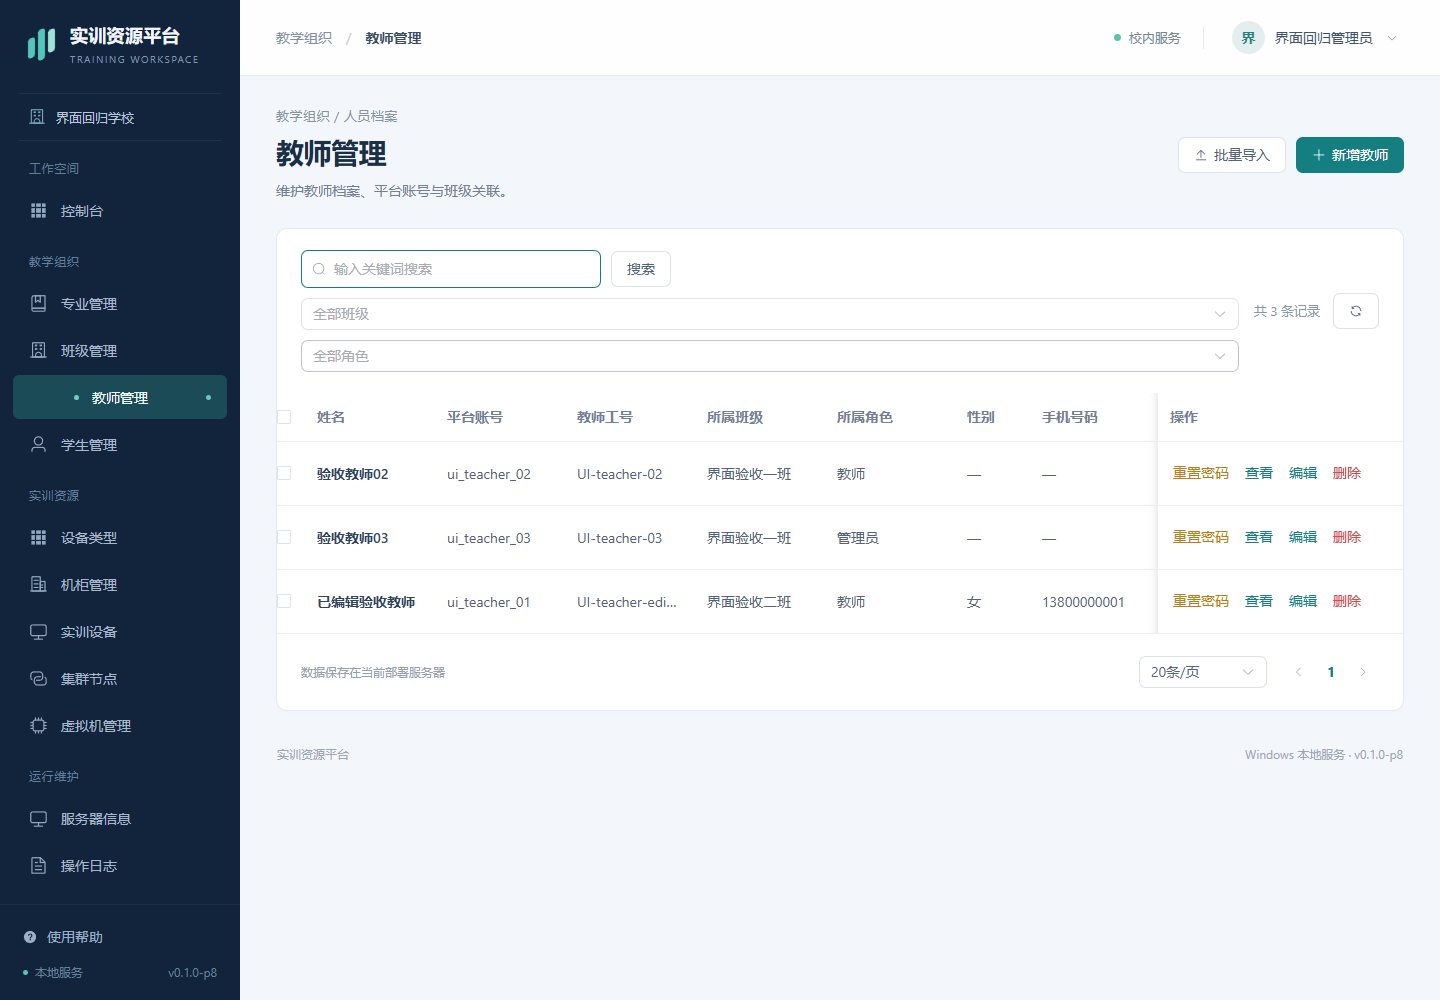 实训资源平台
TRAINING WORKSPACE
界面回归学校
工作空间
控制台
教学组织
专业管理
班级管理
教师管理
学生管理
实训资源
设备类型
机柜管理
实训设备
集群节点
虚拟机管理
运行维护
服务器信息
操作日志
使用帮助
本地服务 v0.1.0-p8
教学组织 / 教师管理
校内服务 界 界面回归管理员
教学组织 / 人员档案
教师管理
维护教师档案、平台账号与班级关联。
批量导入 新增教师
输入关键词搜索 搜索
全部班级 共 3 条记录
全部角色
姓名 平台账号 教师工号 所属班级 所属角色 性别 手机号码 操作
验收教师02 ui_teacher_02 UI-teacher-02 界面验收一班 教师 — — 重置密码 查看 编辑 删除
验收教师03 ui_teacher_03 UI-teacher-03 界面验收一班 管理员 — — 重置密码 查看 编辑 删除
已编辑验收教师 ui_teacher_01 UI-teacher-edi... 界面验收二班 教师 女 13800000001 重置密码 查看 编辑 删除
数据保存在当前部署服务器 20条/页 1
实训资源平台 Windows 本地服务 · v0.1.0-p8